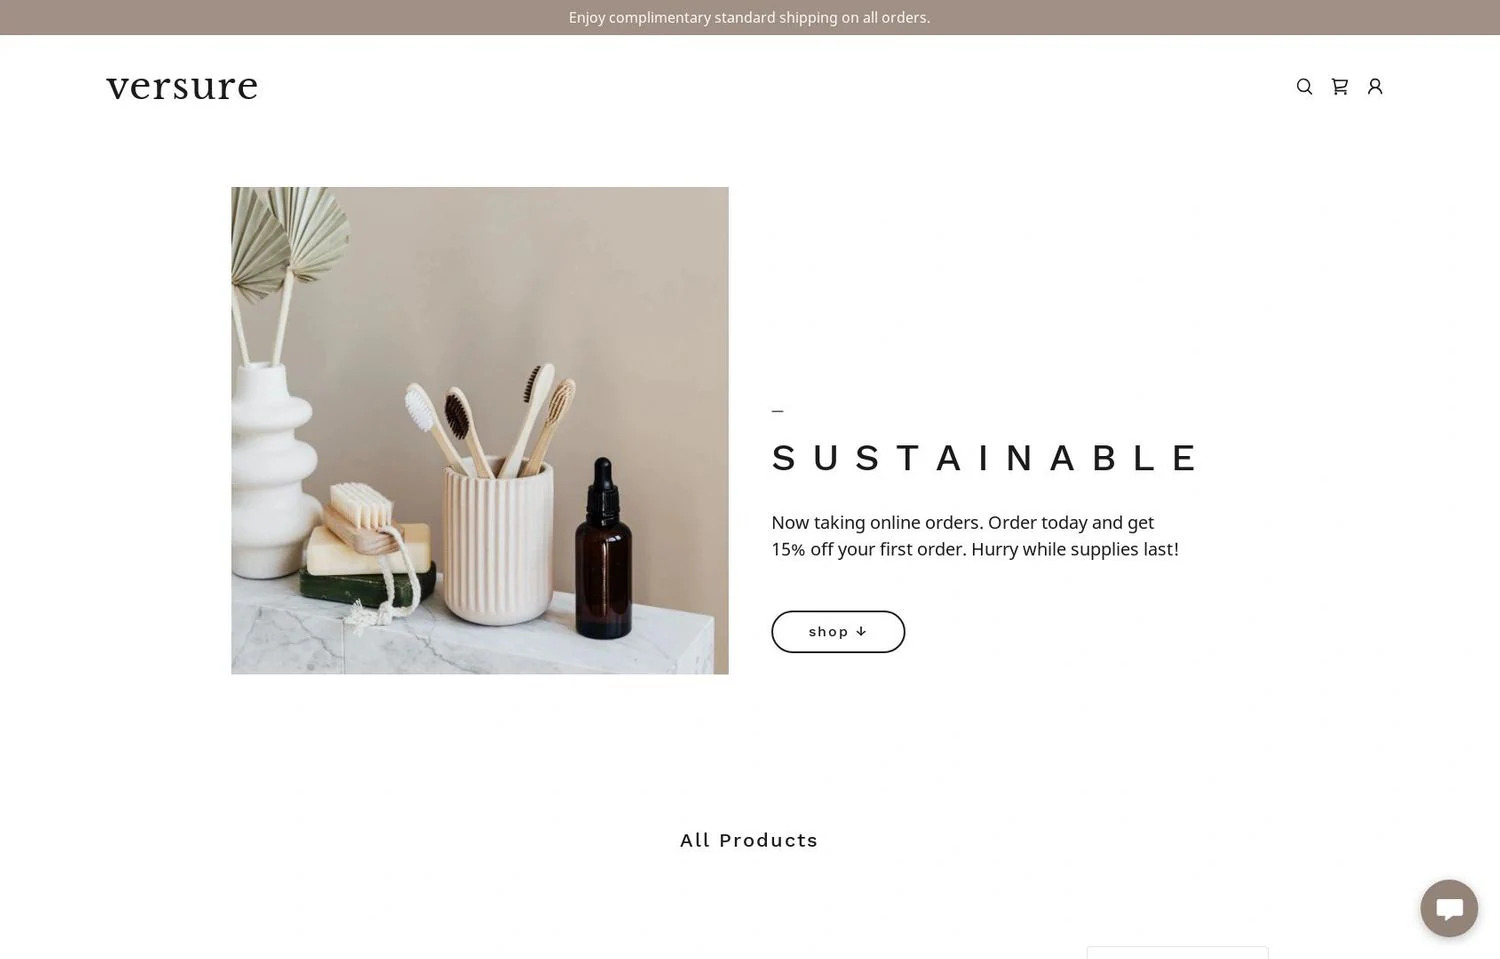 Enjoy complimentary standard shipping on all orders.
versure
—
SUSTAINABLE
Now taking online orders. Order today and get
15% off your first order. Hurry while supplies last!
shop ↓
All Products